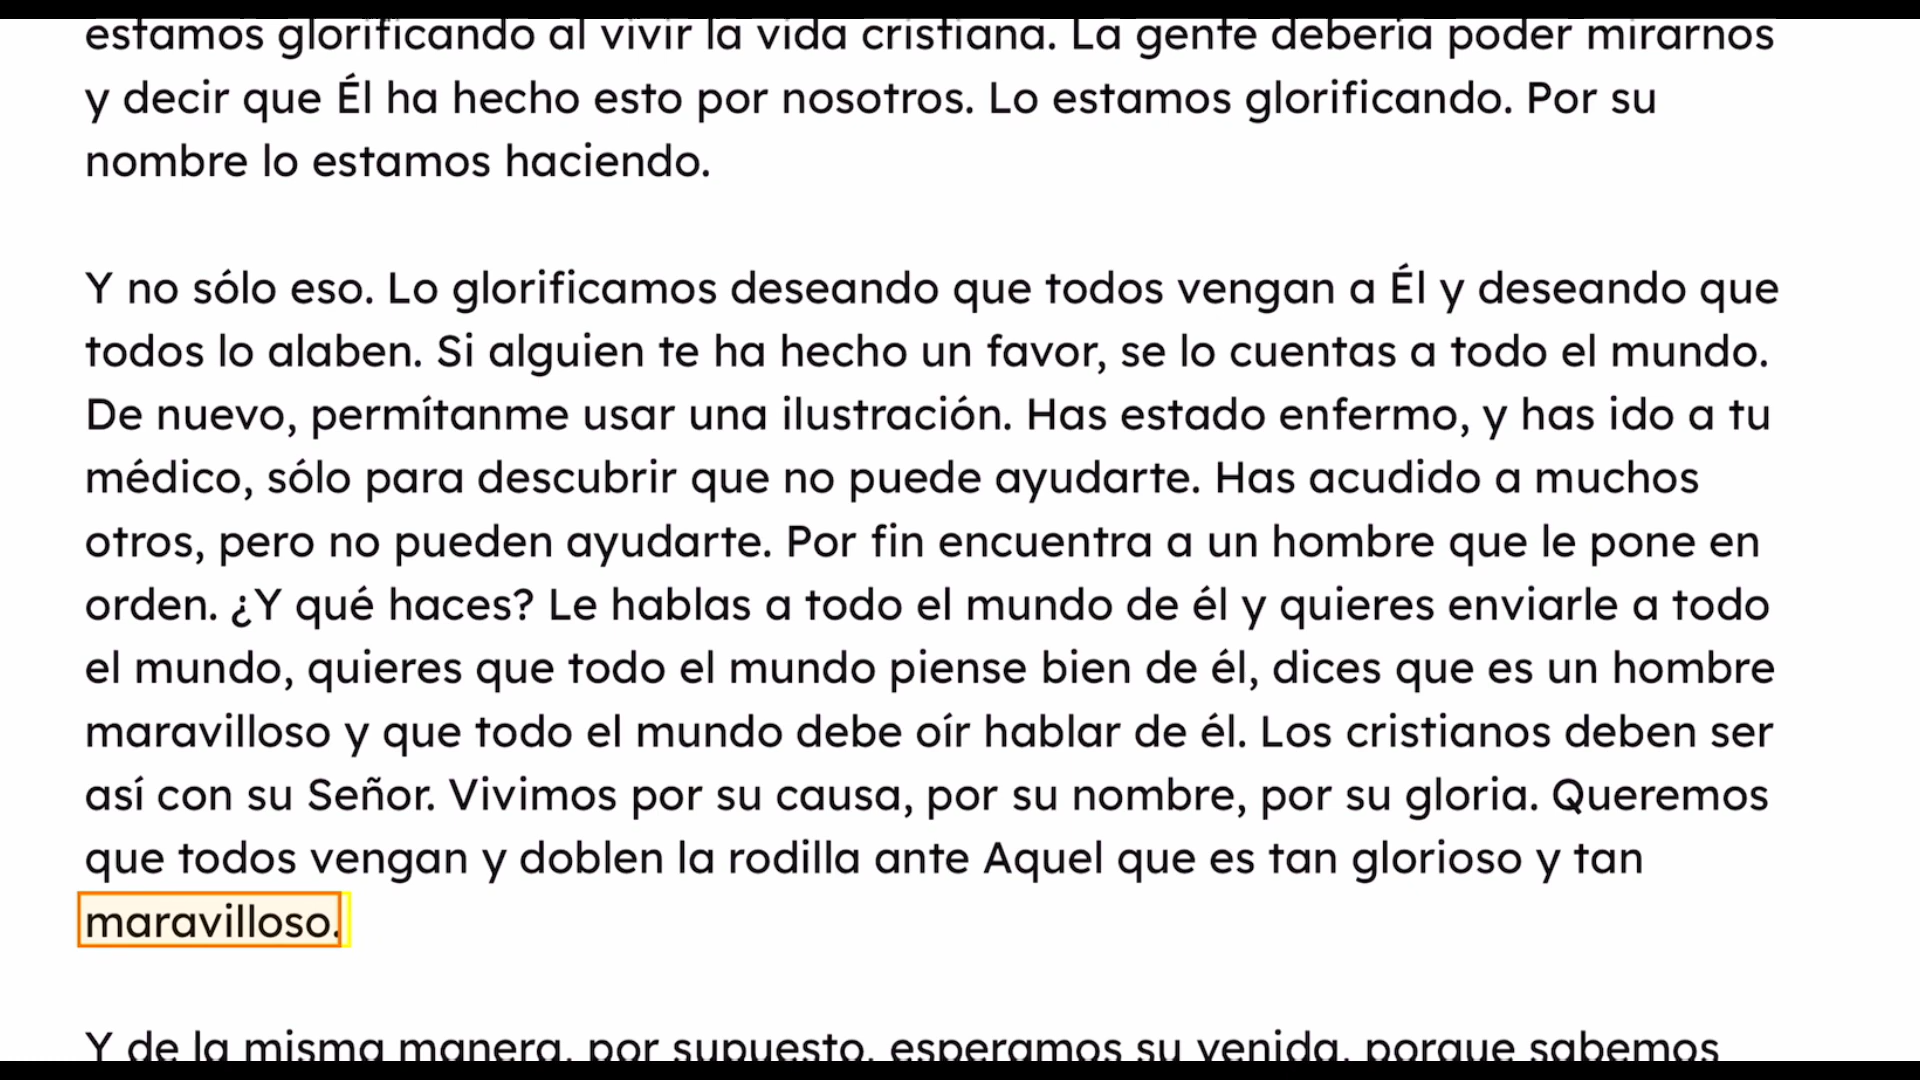 estamos glorificando al vivir la vida cristiana. La gente debería poder mirarnos
y decir que Él ha hecho esto por nosotros. Lo estamos glorificando. Por su
nombre lo estamos haciendo.
Y no sólo eso. Lo glorificamos deseando que todos vengan a Él y deseando que
todos lo alaben. Si alguien te ha hecho un favor, se lo cuentas a todo el mundo.
De nuevo, permítanme usar una ilustración. Has estado enfermo, y has ido a tu
médico, sólo para descubrir que no puede ayudarte. Has acudido a muchos
otros, pero no pueden ayudarte. Por fin encuentra a un hombre que le pone en
orden. ¿Y qué haces? Le hablas a todo el mundo de él y quieres enviarle a todo
el mundo, quieres que todo el mundo piense bien de él, dices que es un hombre
maravilloso y que todo el mundo debe oír hablar de él. Los cristianos deben ser
así con su Señor. Vivimos por su causa, por su nombre, por su gloria. Queremos
que todos vengan y doblen la rodilla ante Aquel que es tan glorioso y tan
maravilloso.
Y de la misma manera, por supuesto, esperamos su venida, porque sabemos